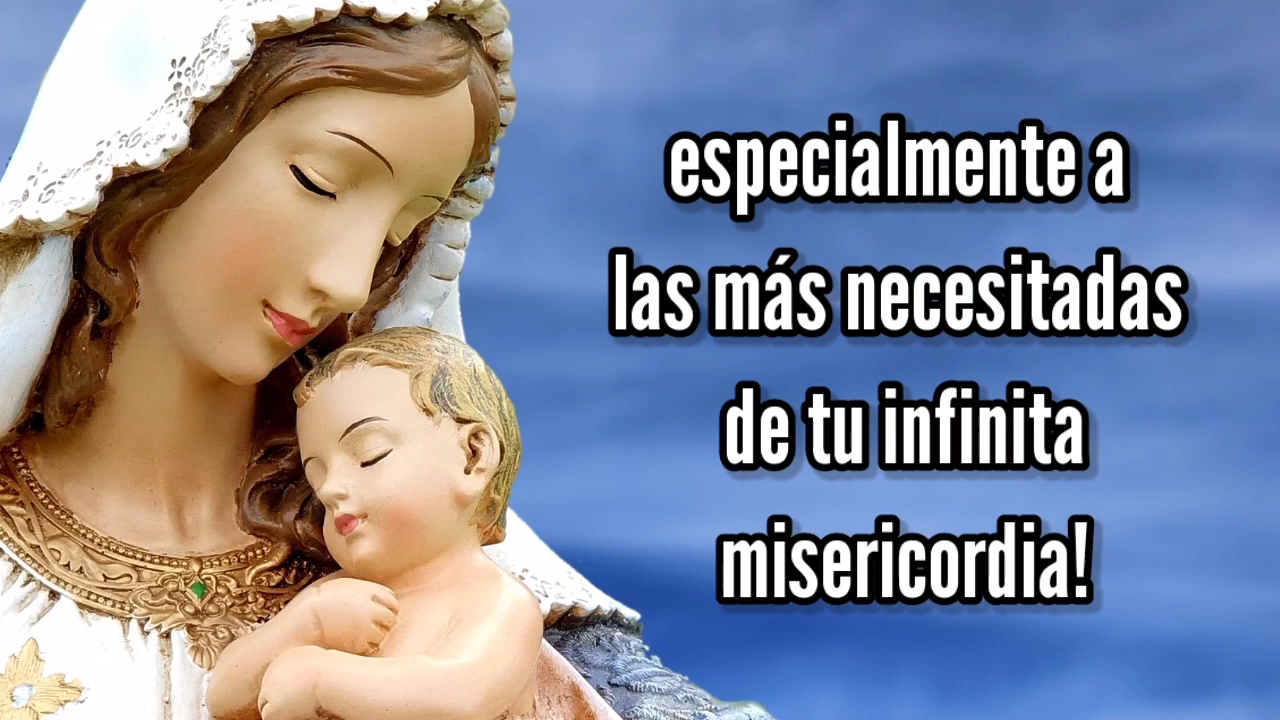 especialmente a
las más necesitadas
de tu infinita
misericordia!